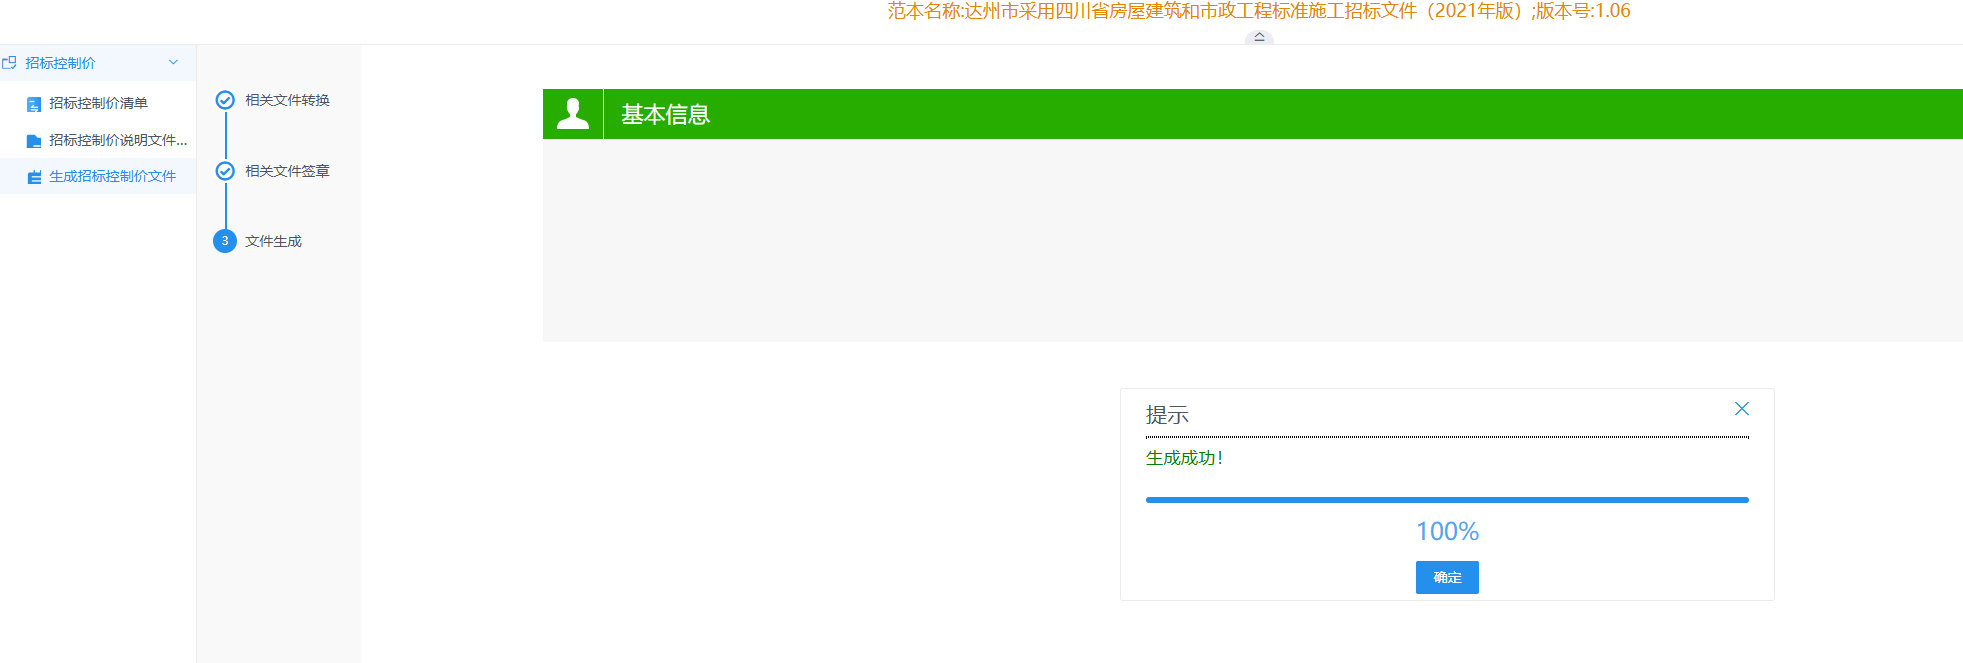 范本名称:达州市采用四川省房屋建筑和市政工程标准施工招标文件（2021年版）;版本号:1.06
招标控制价
招标控制价清单
招标控制价说明文件...
生成招标控制价文件
相关文件转换
相关文件签章
3 文件生成
基本信息
提示
生成成功！
100%
确定